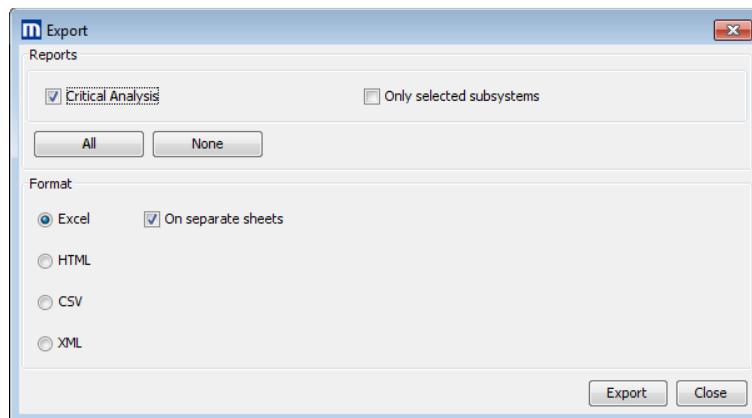 m Export
Reports
Critical Analysis Only selected subsystems
All None
Format
Excel On separate sheets
HTML
CSV
XML
Export Close